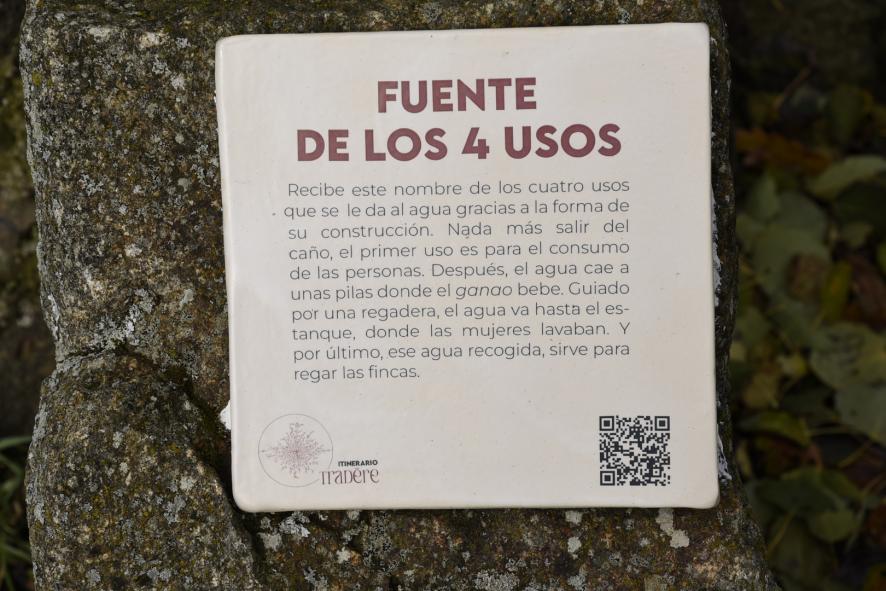 FUENTE
DE LOS 4 USOS
Recibe este nombre de los cuatro usos
que se le da al agua gracias a la forma de
su construcción. Nada más salir del
caño, el primer uso es para el consumo
de las personas. Después, el agua cae a
unas pilas donde el ganao bebe. Guiado
por una regadera, el agua va hasta el es-
tanque, donde las mujeres lavaban. Y
por último, ese agua recogida, sirve para
regar las fincas.
ITINERARIO
TRADERE